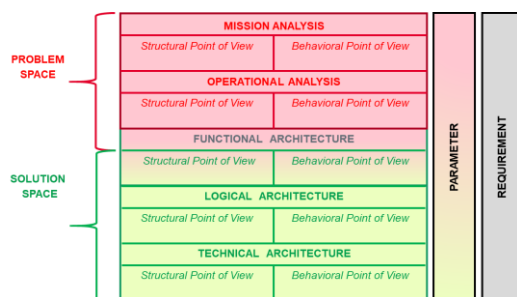 MISSION ANALYSIS
Structural Point of View
Behavioral Point of View
PROBLEM
SPACE
OPERATIONAL ANALYSIS
Structural Point of View
Behavioral Point of View
FUNCTIONAL ARCHITECTURE
Structural Point of View
Behavioral Point of View
SOLUTION
SPACE
LOGICAL ARCHITECTURE
Structural Point of View
Behavioral Point of View
TECHNICAL ARCHITECTURE
Structural Point of View
Behavioral Point of View
PARAMETER
REQUIREMENT